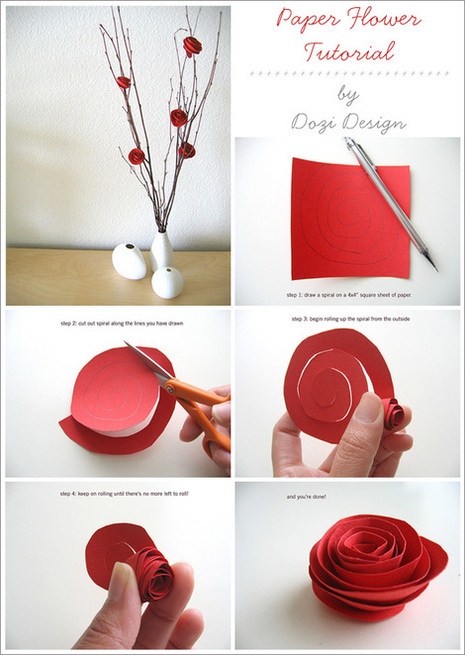 Paper Flower
Tutorial
by
Dozi Design
step 1: draw a spiral on a 4x4" square sheet of paper.
step 2: cut out spiral along the lines you have drawn
step 3: begin rolling up the spiral from the outside
step 4: keep on rolling until there's no more left to roll!
and you're done!